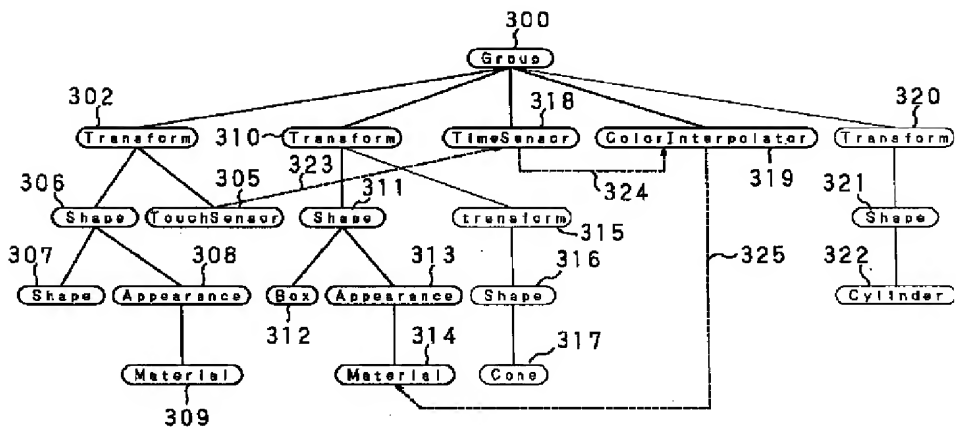 300
Group
302
310
318
320
Transform
Transform
TimeSensor
ColorInterpolator
Transform
323
324
319
306
305
311
321
Shape
TouchSensor
Shape
transform
315
Shape
307
308
313
316
325
322
Shape
Appearance
Box
Appearance
Shape
Cylinder
312
314
317
Material
Material
Cone
309